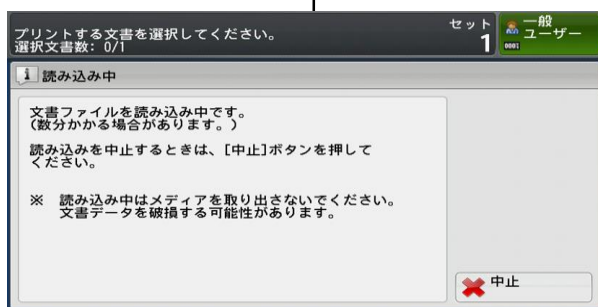 プリントする文書を選択してください。
選択文書数: 0/1
セット
1
一般
ユーザー
0001
読み込み中
文書ファイルを読み込み中です。
(数分かかる場合があります。)
読み込みを中止するときは、[中止]ボタンを押して
ください。
※ 読み込み中はメディアを取り出さないでください。
文書データを破損する可能性があります。
中止